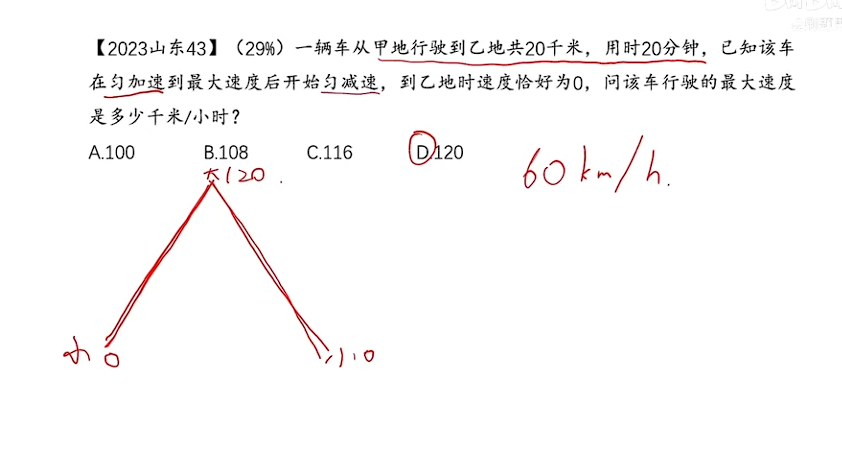 【2023山东43】（29%）一辆车从甲地行驶到乙地共20千米，用时20分钟，已知该车
在匀加速到最大速度后开始匀减速，到乙地时速度恰好为0，问该车行驶的最大速度
是多少千米/小时？
A.100 B.108 C.116 D.120
60 km/h.
大120
小 0
小.0